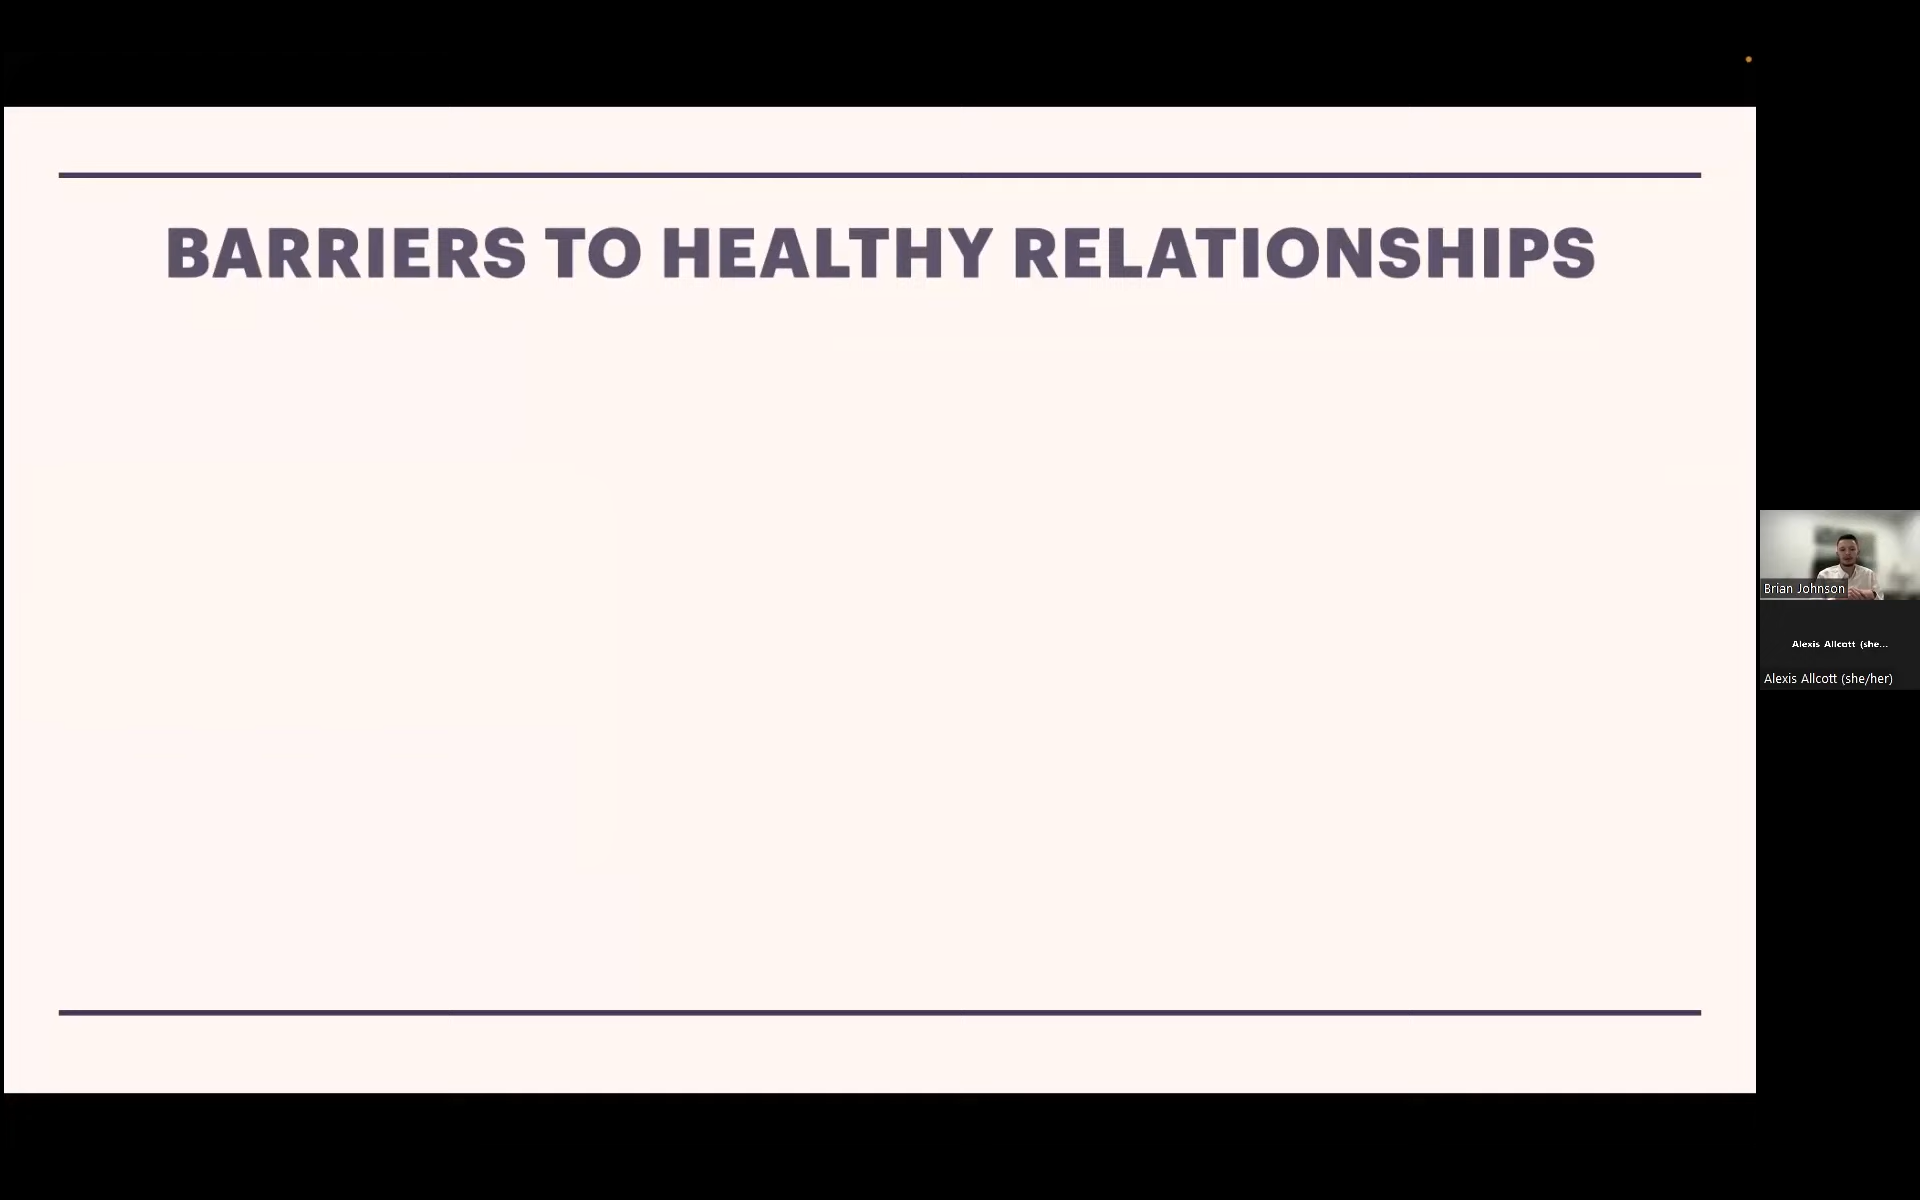 BARRIERS TO HEALTHY RELATIONSHIPS
Brian Johnson
Alexis Allcott (she...
Alexis Allcott (she/her)